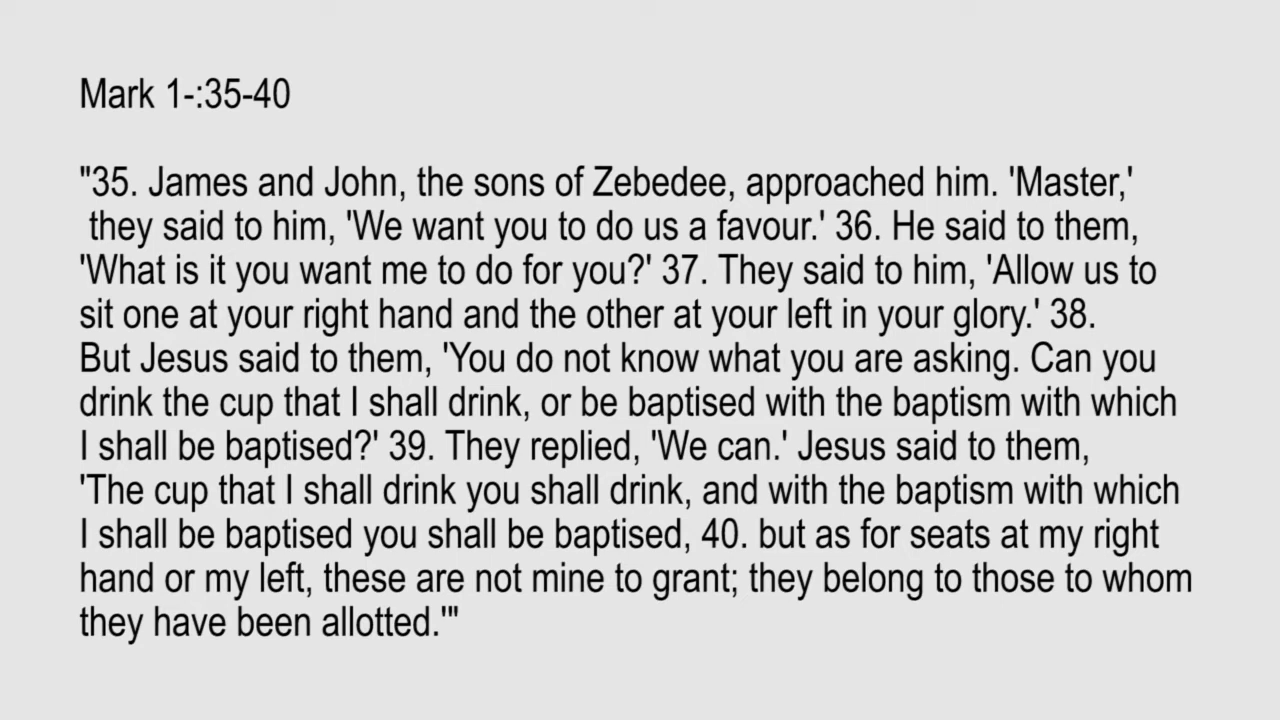 Mark 1-:35-40
"35. James and John, the sons of Zebedee, approached him. 'Master,'
they said to him, 'We want you to do us a favour.' 36. He said to them,
'What is it you want me to do for you?' 37. They said to him, 'Allow us to
sit one at your right hand and the other at your left in your glory.' 38.
But Jesus said to them, 'You do not know what you are asking. Can you
drink the cup that I shall drink, or be baptised with the baptism with which
I shall be baptised?' 39. They replied, 'We can.' Jesus said to them,
'The cup that I shall drink you shall drink, and with the baptism with which
I shall be baptised you shall be baptised, 40. but as for seats at my right
hand or my left, these are not mine to grant; they belong to those to whom
they have been allotted.'"